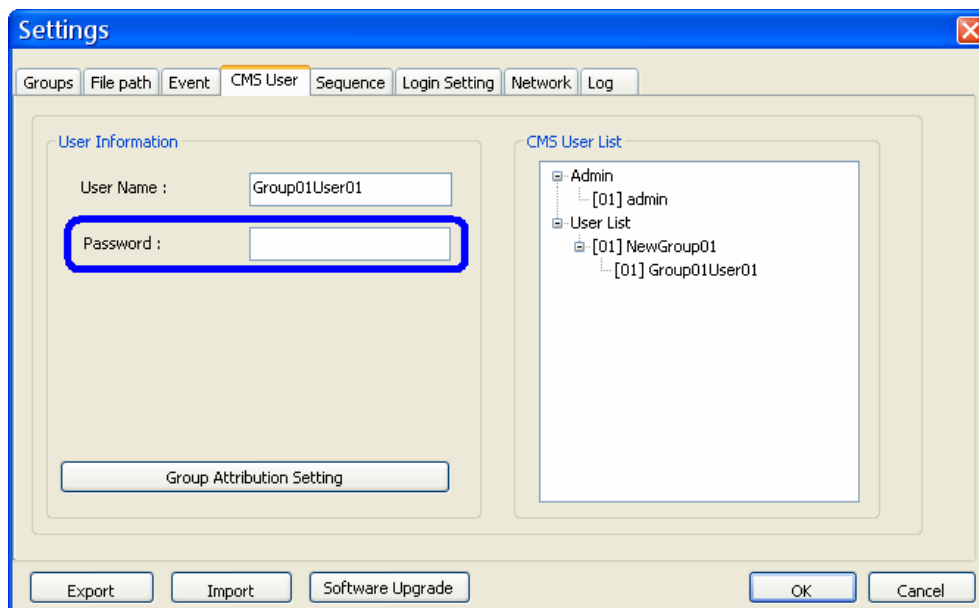 Settings
Groups File path Event CMS User Sequence Login Setting Network Log
User Information
User Name : Group01User01
Password :
Group Attribution Setting
CMS User List
Admin
[01] admin
User List
[01] NewGroup01
[01] Group01User01
Export Import Software Upgrade OK Cancel